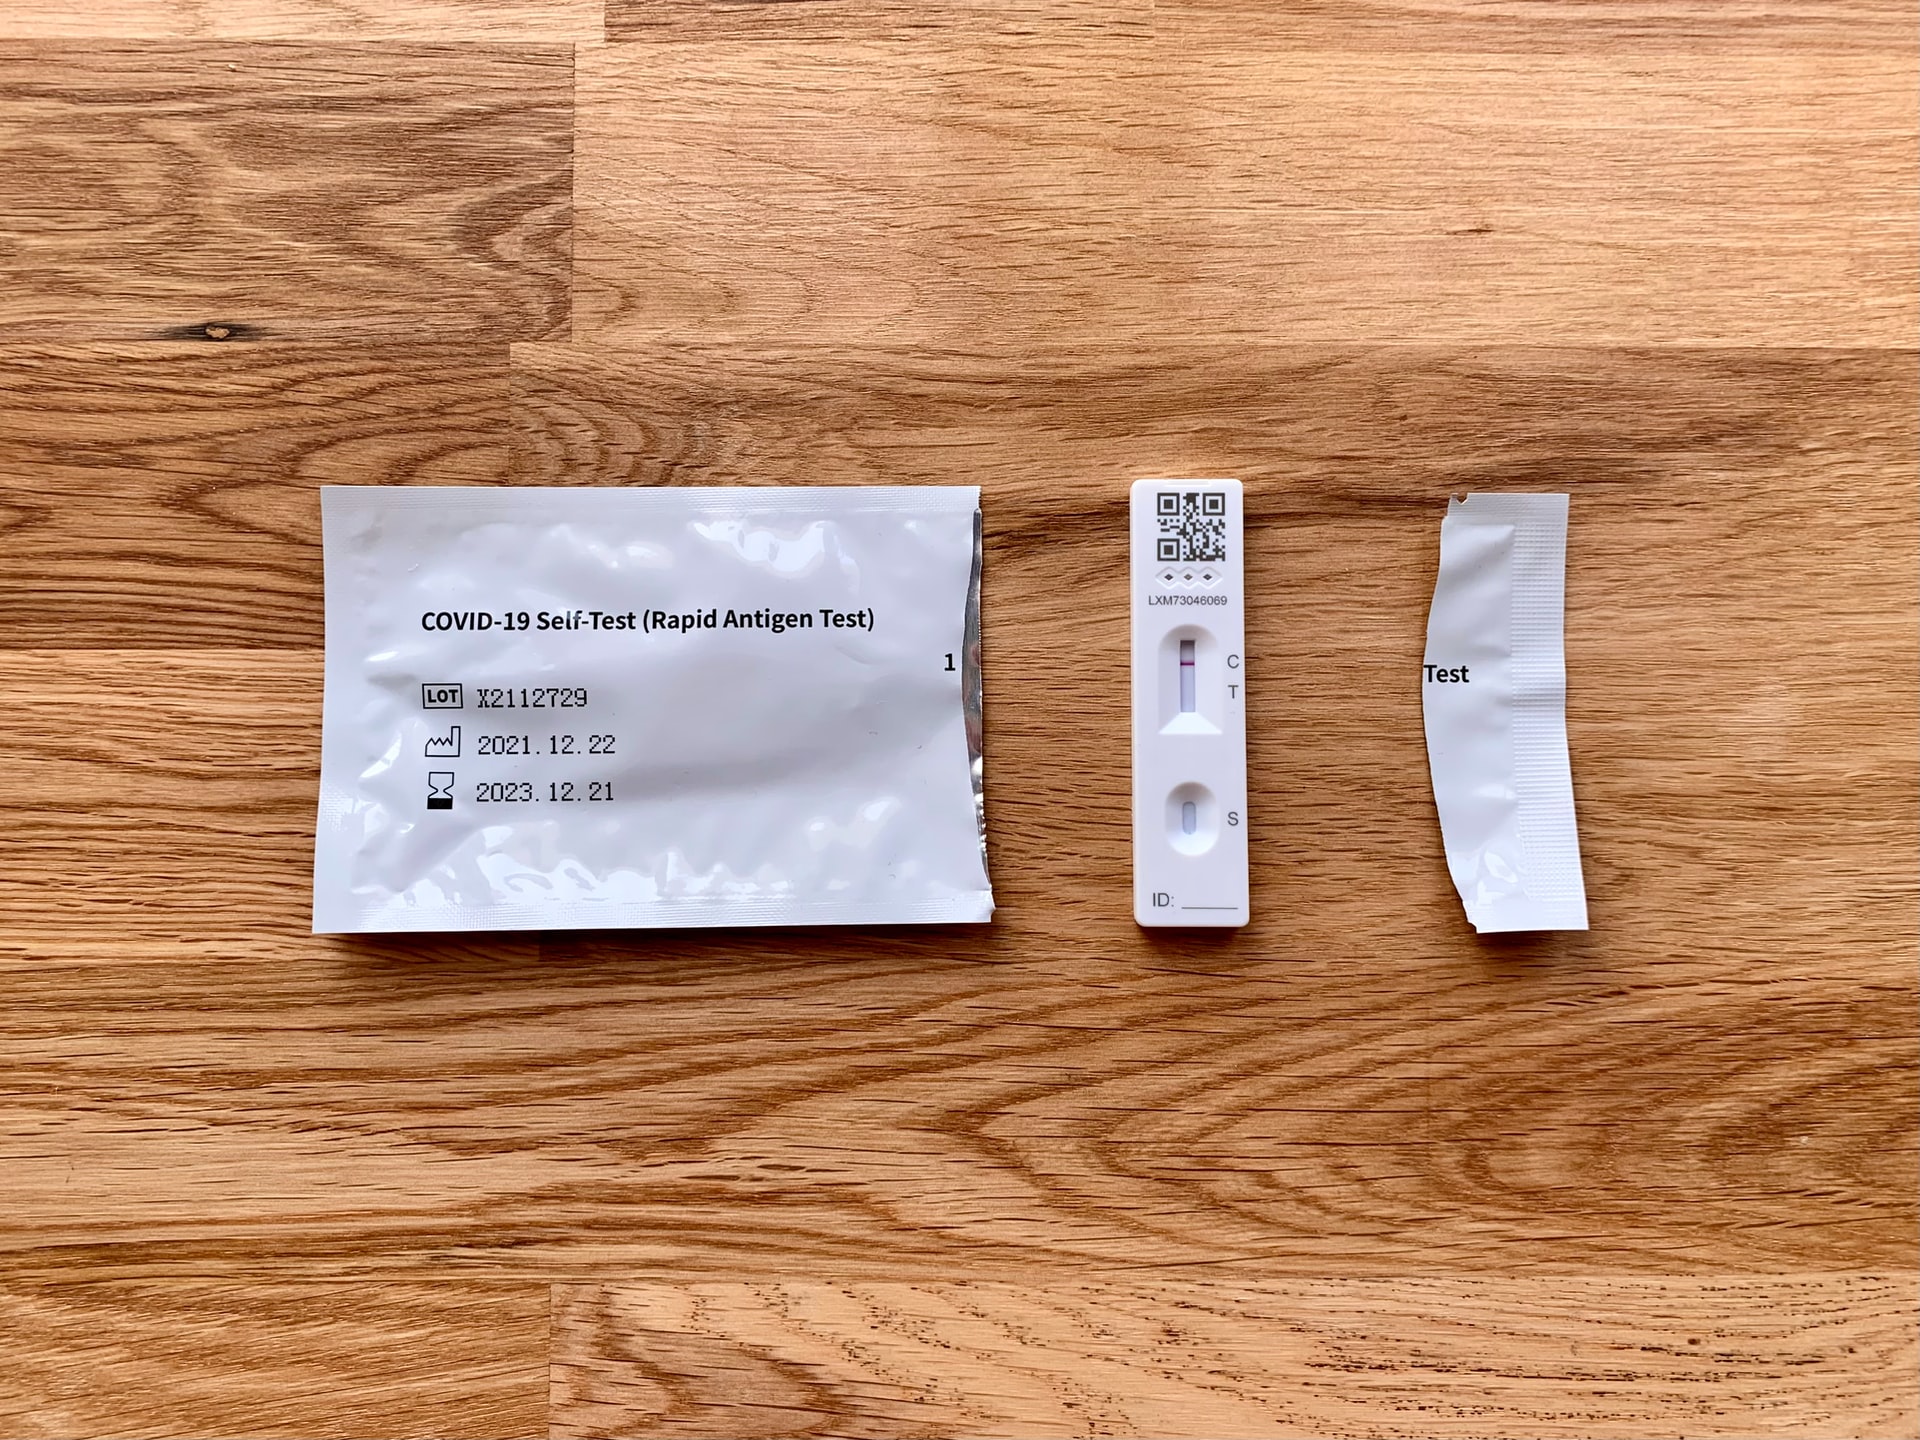 COVID-19 Self-Test (Rapid Antigen Test)
1
LOT X2112729
2021.12.22
2023.12.21
LXM73046069
C
T
S
ID: ______
Test